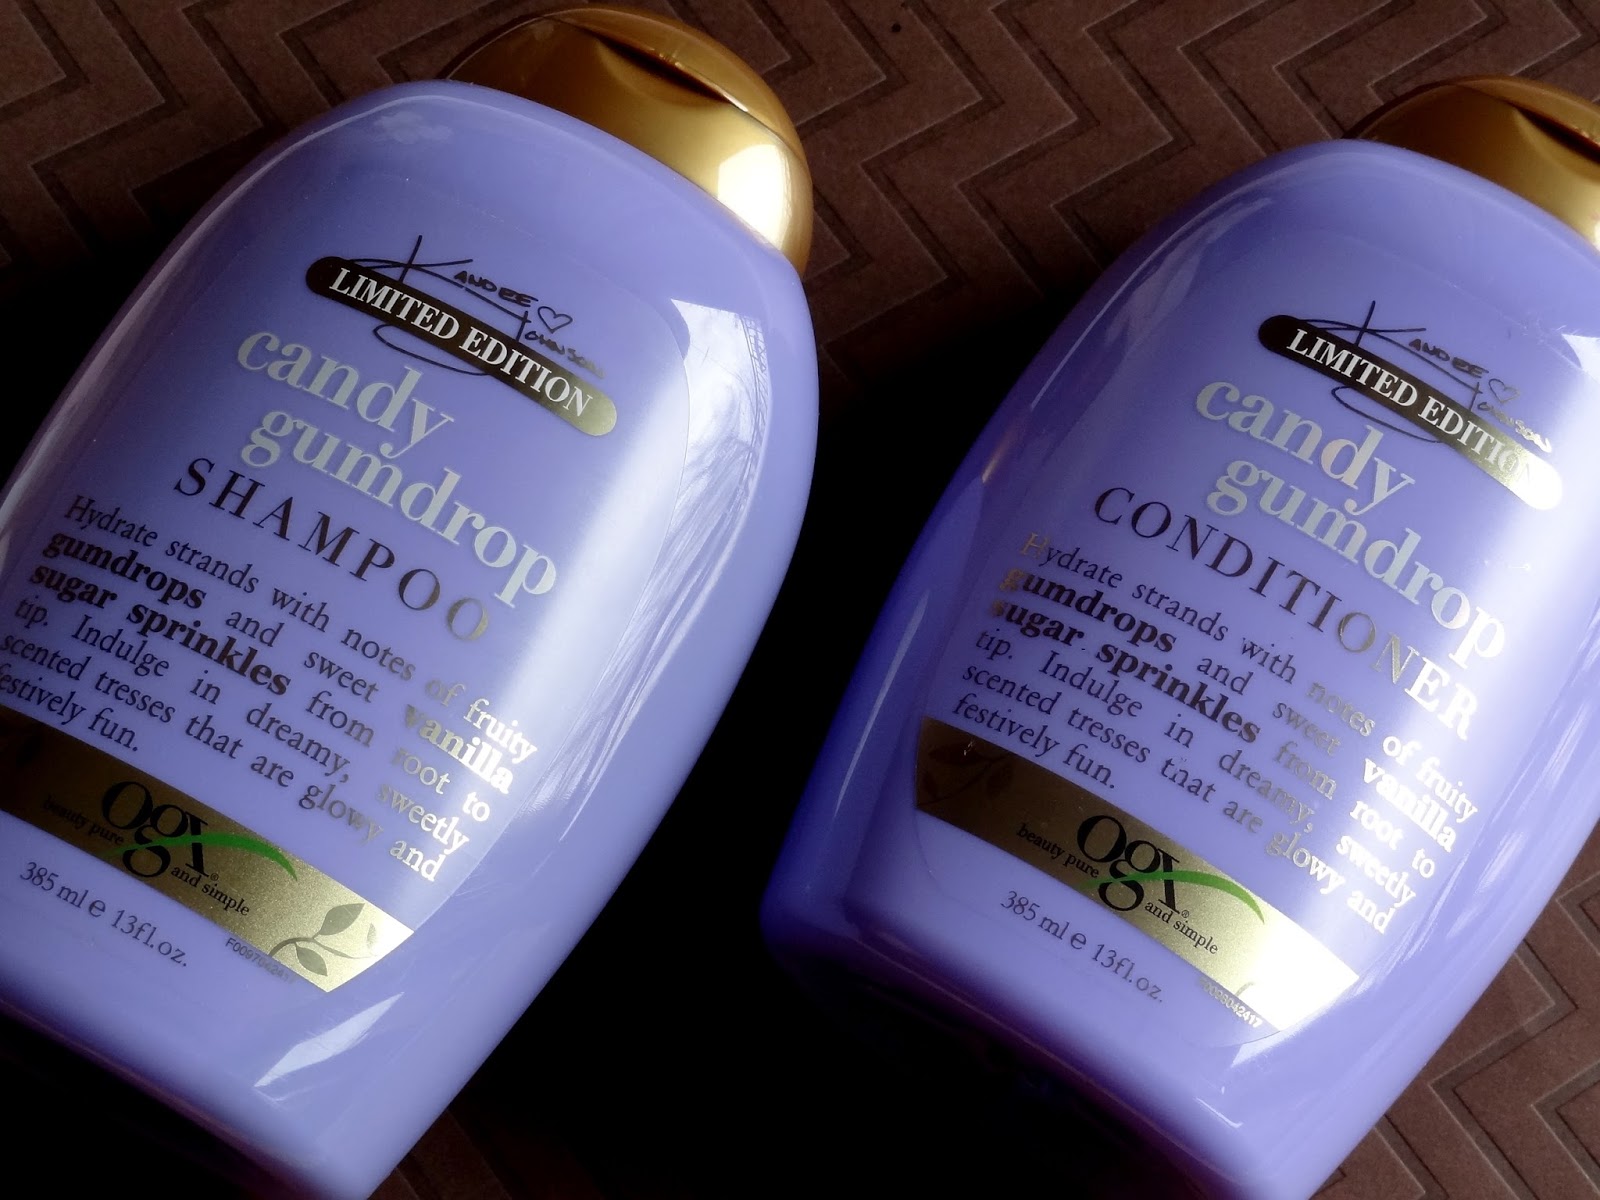 Kandee Johnson
LIMITED EDITION
candy
gumdrop
SHAMPOO
Hydrate strands with notes of fruity
gumdrops and sweet vanilla
sugar sprinkles from root to
tip. Indulge in dreamy, sweetly
scented tresses that are glowy and
festively fun.
ogx®
beauty pure and simple
385 ml e 13fl.oz.
Kandee Johnson
LIMITED EDITION
candy
gumdrop
CONDITIONER
Hydrate strands with notes of fruity
gumdrops and sweet vanilla
sugar sprinkles from root to
tip. Indulge in dreamy, sweetly
scented tresses that are glowy and
festively fun.
ogx®
beauty pure and simple
385 ml e 13fl.oz.